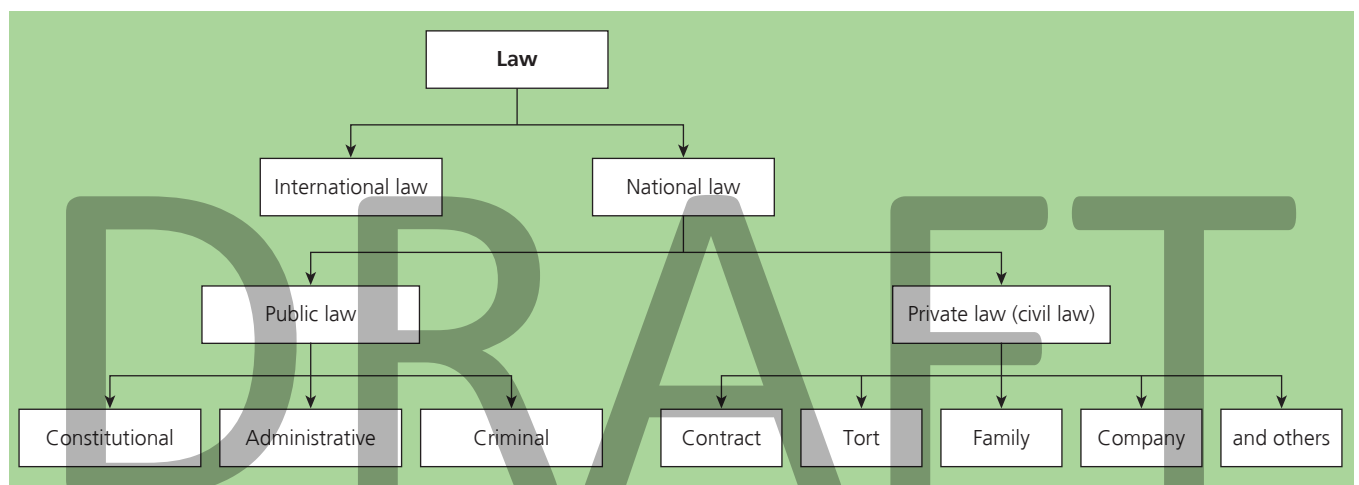 Law
International law
National law
Public law
Private law (civil law)
Constitutional
Administrative
Criminal
Contract
Tort
Family
Company
and others
DRAFT